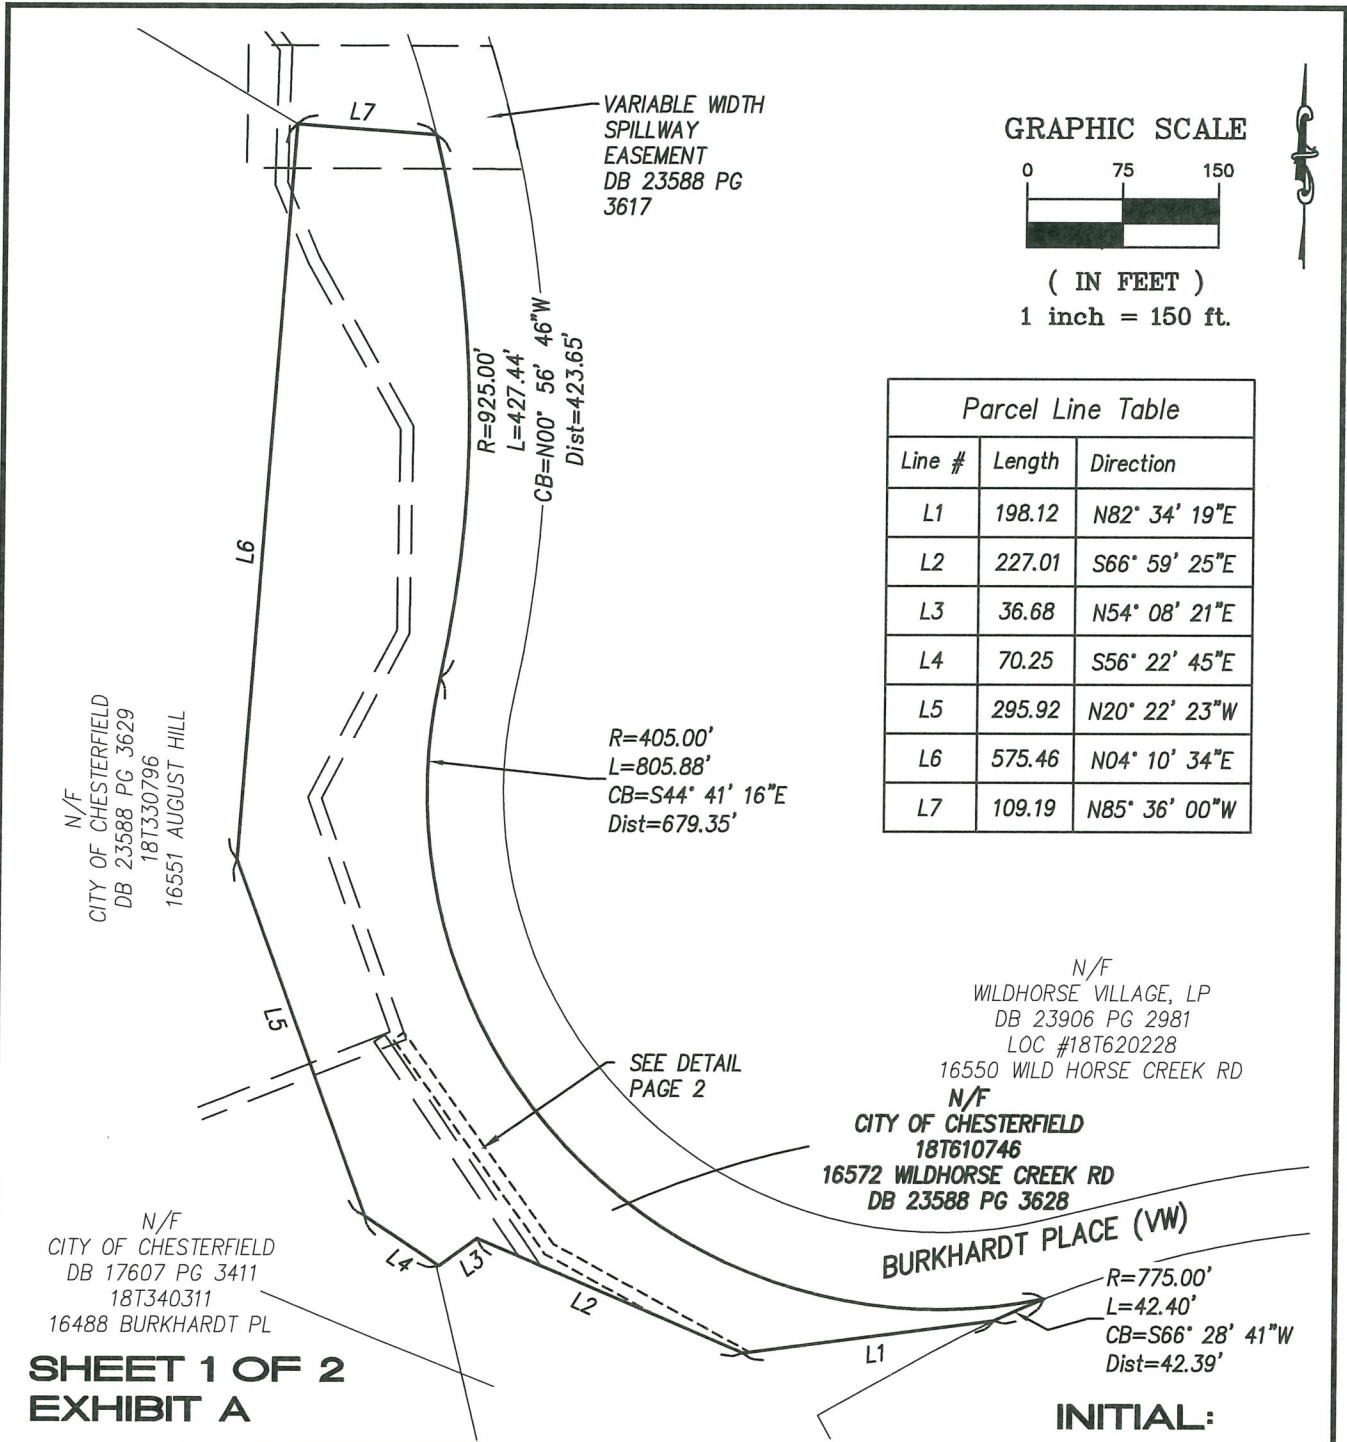 L7
VARIABLE WIDTH
SPILLWAY
EASEMENT
DB 23588 PG
3617
GRAPHIC SCALE
0 75 150
( IN FEET )
1 inch = 150 ft.
R=925.00'
L=427.44'
CB=N00° 56' 46"W
Dist=423.65'
Parcel Line Table
Line # Length Direction
L1 198.12 N82° 34' 19"E
L2 227.01 S66° 59' 25"E
L3 36.68 N54° 08' 21"E
L4 70.25 S56° 22' 45"E
L5 295.92 N20° 22' 23"W
L6 575.46 N04° 10' 34"E
L7 109.19 N85° 36' 00"W
L6
N/F
CITY OF CHESTERFIELD
DB 23588 PG 3629
18T330796
16551 AUGUST HILL
R=405.00'
L=805.88'
CB=S44° 41' 16"E
Dist=679.35'
L5
SEE DETAIL
PAGE 2
N/F
WILDHORSE VILLAGE, LP
DB 23906 PG 2981
LOC #18T620228
16550 WILD HORSE CREEK RD
N/F
CITY OF CHESTERFIELD
18T610746
16572 WILDHORSE CREEK RD
DB 23588 PG 3628
BURKHARDT PLACE (VW)
N/F
CITY OF CHESTERFIELD
DB 17607 PG 3411
18T340311
16488 BURKHARDT PL
L4
L3
L2
L1
R=775.00'
L=42.40'
CB=S66° 28' 41"W
Dist=42.39'
SHEET 1 OF 2
EXHIBIT A
INITIAL: